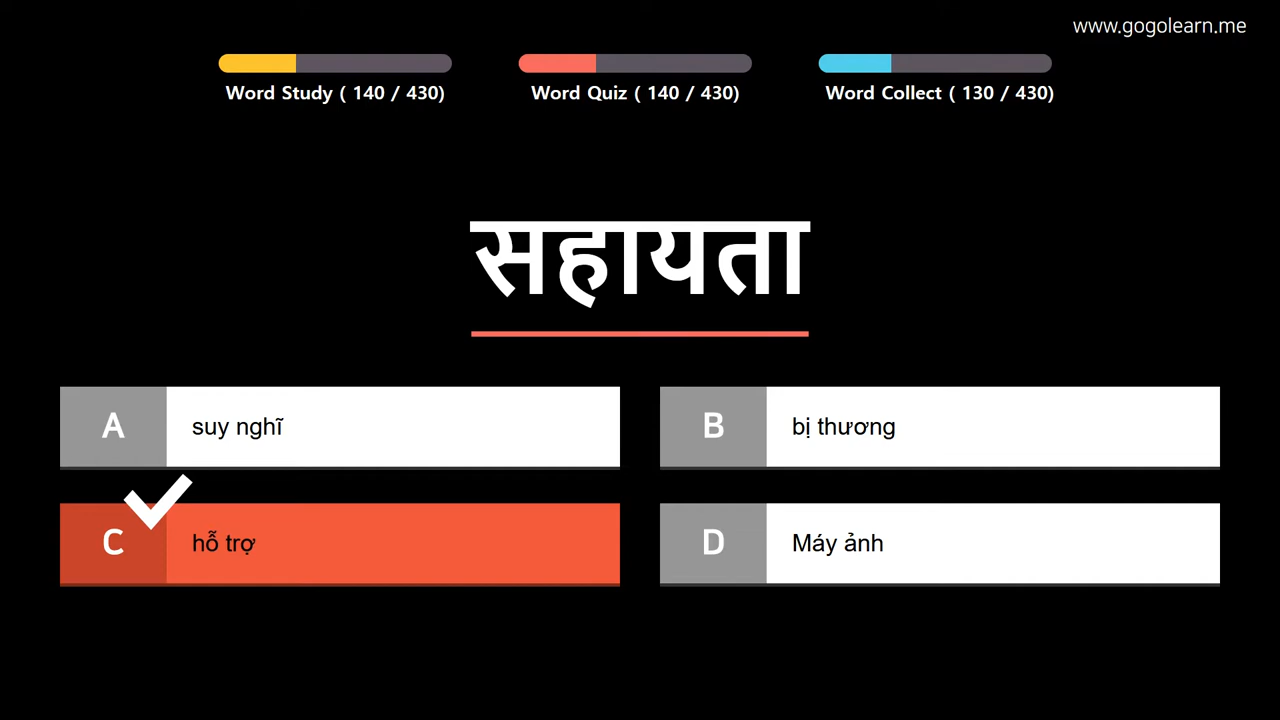 www.gogolearn.me
Word Study ( 140 / 430)
Word Quiz ( 140 / 430)
Word Collect ( 130 / 430)
सहायता
A
suy nghĩ
B
bị thương
C
hỗ trợ
D
Máy ảnh